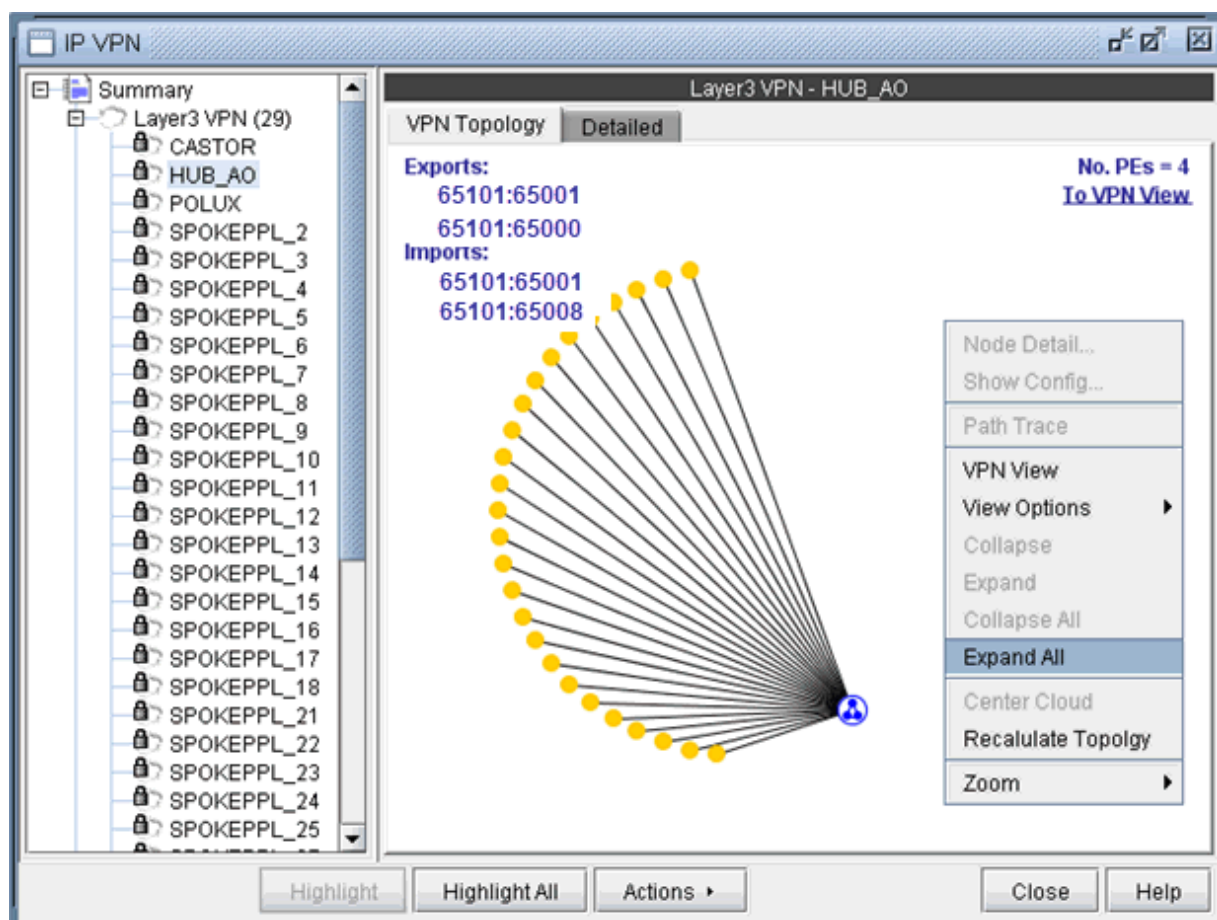 IP VPN
Summary
Layer3 VPN (29)
CASTOR
HUB_AO
POLUX
SPOKEPPL_2
SPOKEPPL_3
SPOKEPPL_4
SPOKEPPL_5
SPOKEPPL_6
SPOKEPPL_7
SPOKEPPL_8
SPOKEPPL_9
SPOKEPPL_10
SPOKEPPL_11
SPOKEPPL_12
SPOKEPPL_13
SPOKEPPL_14
SPOKEPPL_15
SPOKEPPL_16
SPOKEPPL_17
SPOKEPPL_18
SPOKEPPL_21
SPOKEPPL_22
SPOKEPPL_23
SPOKEPPL_24
SPOKEPPL_25
Layer3 VPN - HUB_AO
VPN Topology Detailed
Exports:
65101:65001
65101:65000
Imports:
65101:65001
65101:65008
No. PEs = 4
To VPN View
Node Detail...
Show Config...
Path Trace
VPN View
View Options
Collapse
Expand
Collapse All
Expand All
Center Cloud
Recalulate Topolgy
Zoom
Highlight Highlight All Actions Close Help